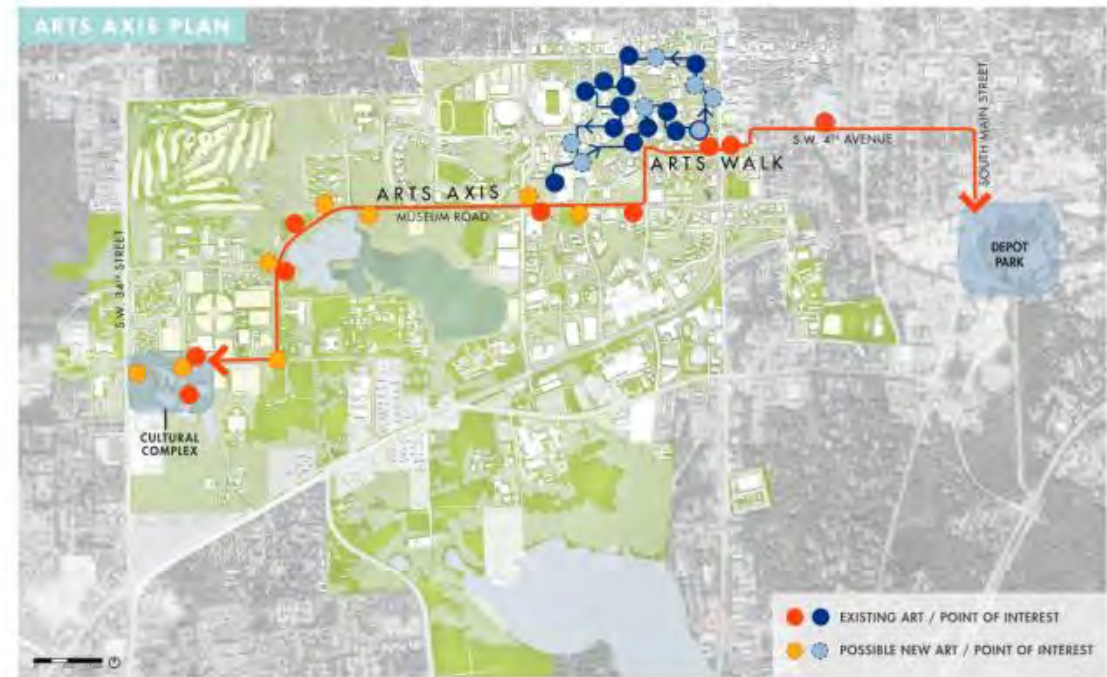 ARTS AXIS PLAN
S.W. 34TH STREET
ARTS AXIS
MUSEUM ROAD
ARTS WALK
S.W. 4TH AVENUE
SOUTH MAIN STREET
DEPOT
PARK
CULTURAL
COMPLEX
EXISTING ART / POINT OF INTEREST
POSSIBLE NEW ART / POINT OF INTEREST